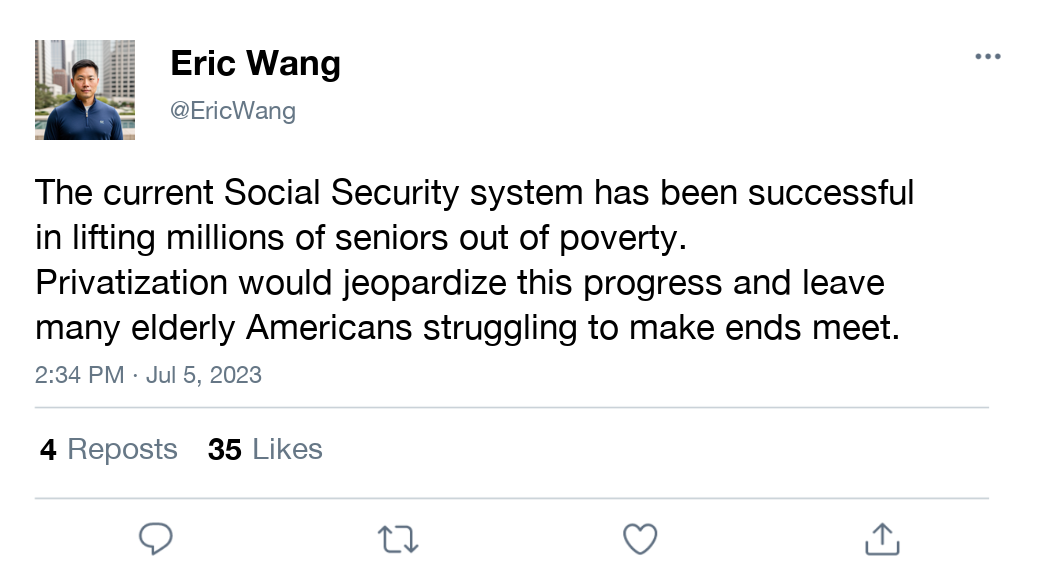 Eric Wang
@EricWang
The current Social Security system has been successful
in lifting millions of seniors out of poverty.
Privatization would jeopardize this progress and leave
many elderly Americans struggling to make ends meet.
2:34 PM · Jul 5, 2023
4 Reposts 35 Likes